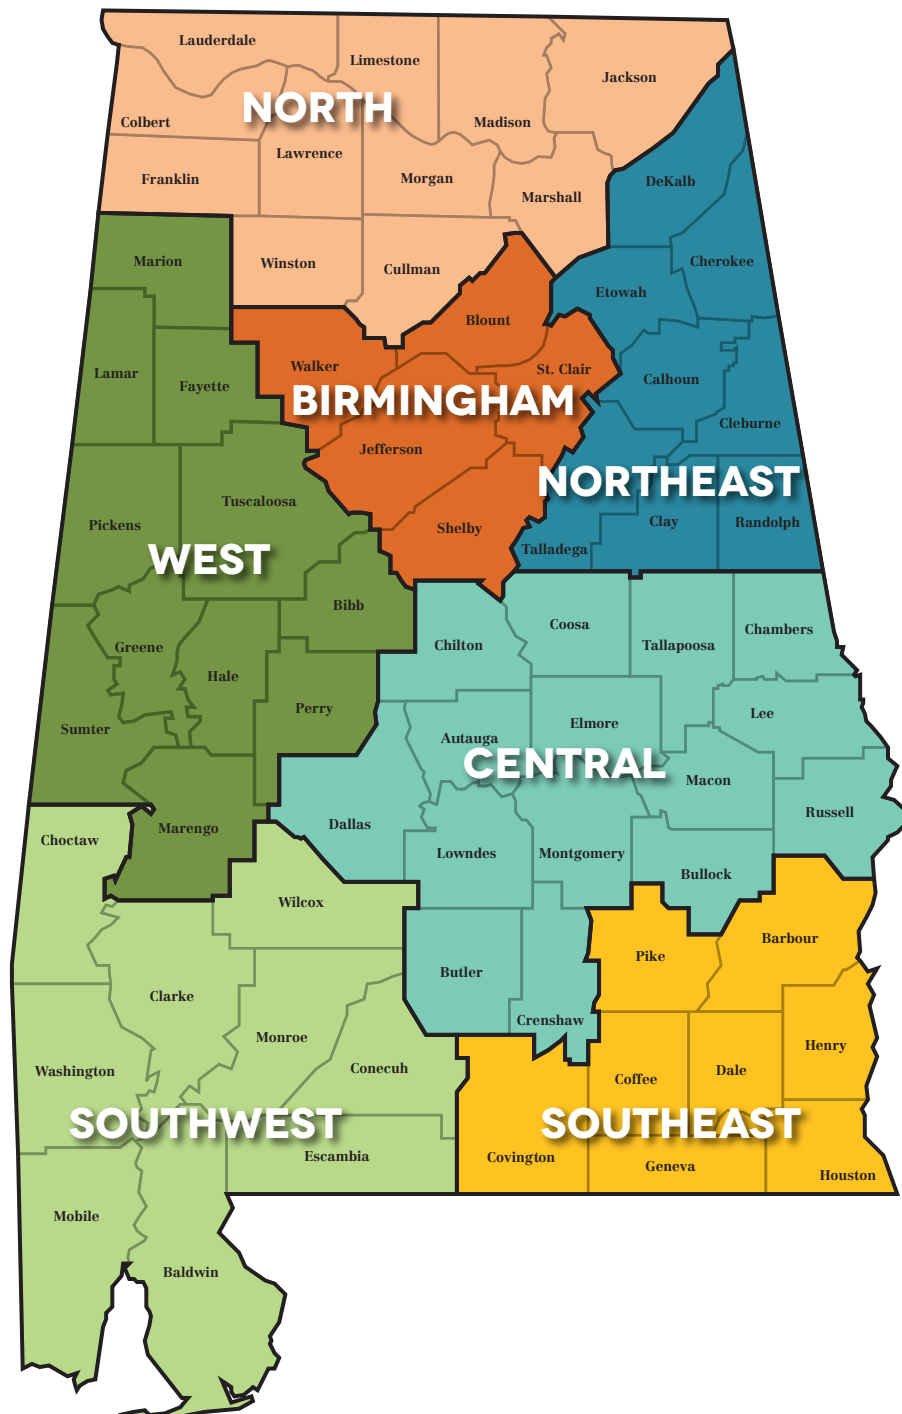 Lauderdale
Limestone
Jackson
Colbert
NORTH
Madison
Lawrence
Franklin
Morgan
Marshall
DeKalb
Marion
Winston
Cullman
Cherokee
Etowah
Blount
Walker
St. Clair
Lamar
Fayette
Calhoun
BIRMINGHAM
Cleburne
Jefferson
NORTHEAST
Tuscaloosa
Pickens
Shelby
Clay
Randolph
Talladega
WEST
Bibb
Coosa
Chambers
Greene
Chilton
Tallapoosa
Hale
Perry
Lee
Sumter
Elmore
Autauga
CENTRAL
Macon
Marengo
Dallas
Russell
Choctaw
Lowndes
Montgomery
Bullock
Wilcox
Barbour
Pike
Butler
Clarke
Crenshaw
Monroe
Henry
Washington
Conecuh
Coffee
Dale
SOUTHWEST
SOUTHEAST
Escambia
Covington
Geneva
Houston
Mobile
Baldwin